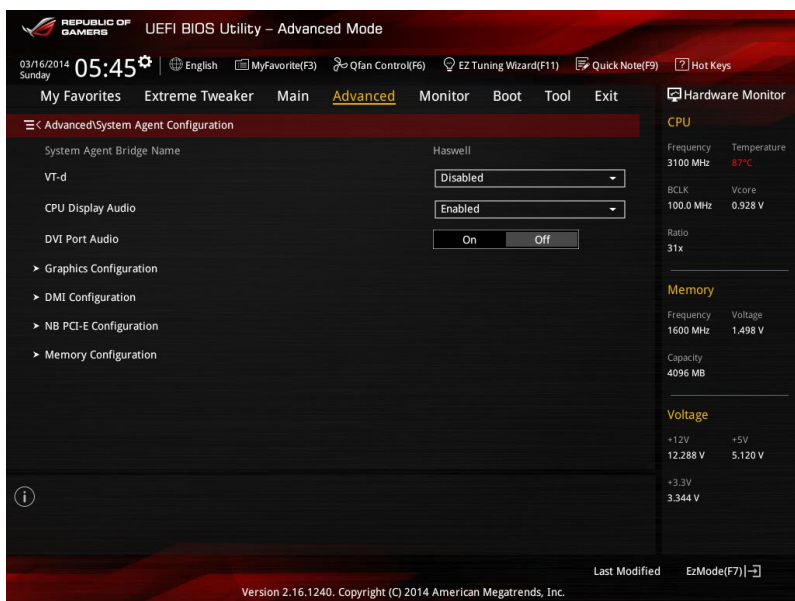 REPUBLIC OF
GAMERS
UEFI BIOS Utility – Advanced Mode
03/16/2014
Sunday
05:45
English
MyFavorite(F3)
Qfan Control(F6)
EZ Tuning Wizard(F11)
Quick Note(F9)
? Hot Keys
My Favorites
Extreme Tweaker
Main
Advanced
Monitor
Boot
Tool
Exit
Advanced\System Agent Configuration
System Agent Bridge Name Haswell
VT-d Disabled
CPU Display Audio Enabled
DVI Port Audio On Off
> Graphics Configuration
> DMI Configuration
> NB PCI-E Configuration
> Memory Configuration
i
Hardware Monitor
CPU
Frequency Temperature
3100 MHz 87°C
BCLK Vcore
100.0 MHz 0.928 V
Ratio
31x
Memory
Frequency Voltage
1600 MHz 1.498 V
Capacity
4096 MB
Voltage
+12V +5V
12.288 V 5.120 V
+3.3V
3.344 V
Last Modified
EzMode(F7)
Version 2.16.1240. Copyright (C) 2014 American Megatrends, Inc.